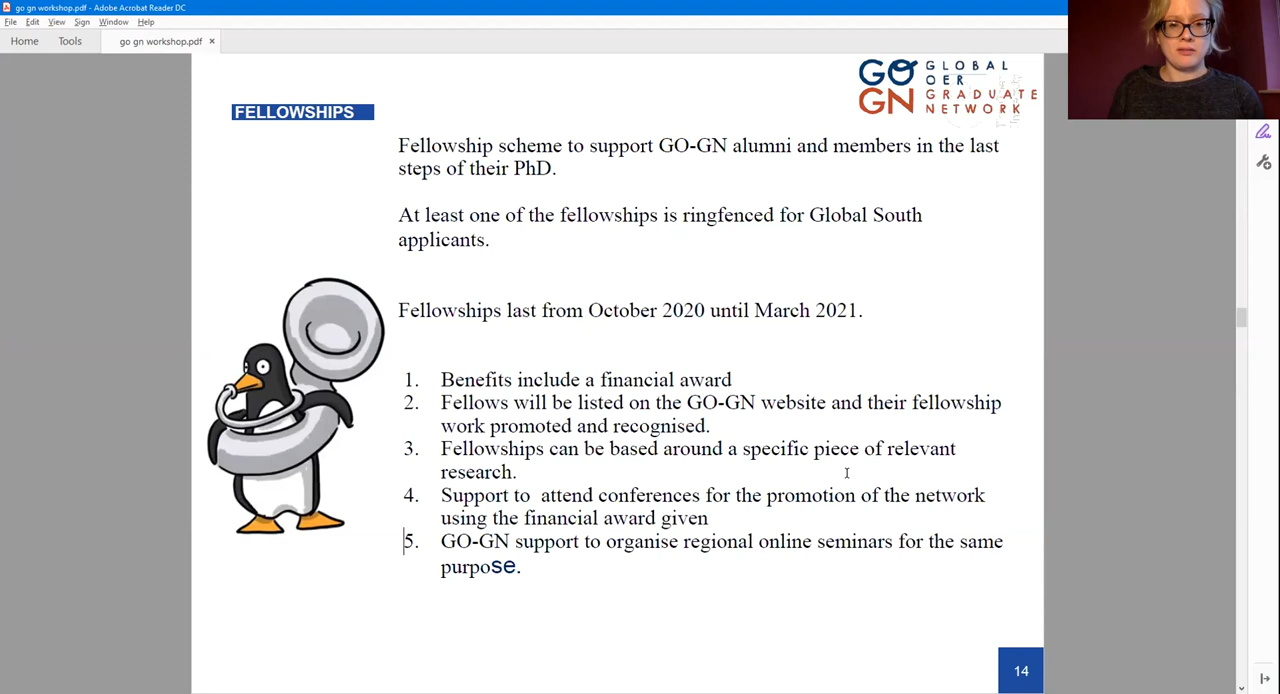 go gn workshop.pdf - Adobe Acrobat Reader DC
File Edit View Sign Window Help
Home Tools go gn workshop.pdf ×
GO GN GLOBAL
OER
GRADUATE
NETWORK
FELLOWSHIPS
Fellowship scheme to support GO-GN alumni and members in the last
steps of their PhD.
At least one of the fellowships is ringfenced for Global South
applicants.
Fellowships last from October 2020 until March 2021.
1. Benefits include a financial award
2. Fellows will be listed on the GO-GN website and their fellowship
work promoted and recognised.
3. Fellowships can be based around a specific piece of relevant
research.
4. Support to attend conferences for the promotion of the network
using the financial award given
5. GO-GN support to organise regional online seminars for the same
purpose.
14